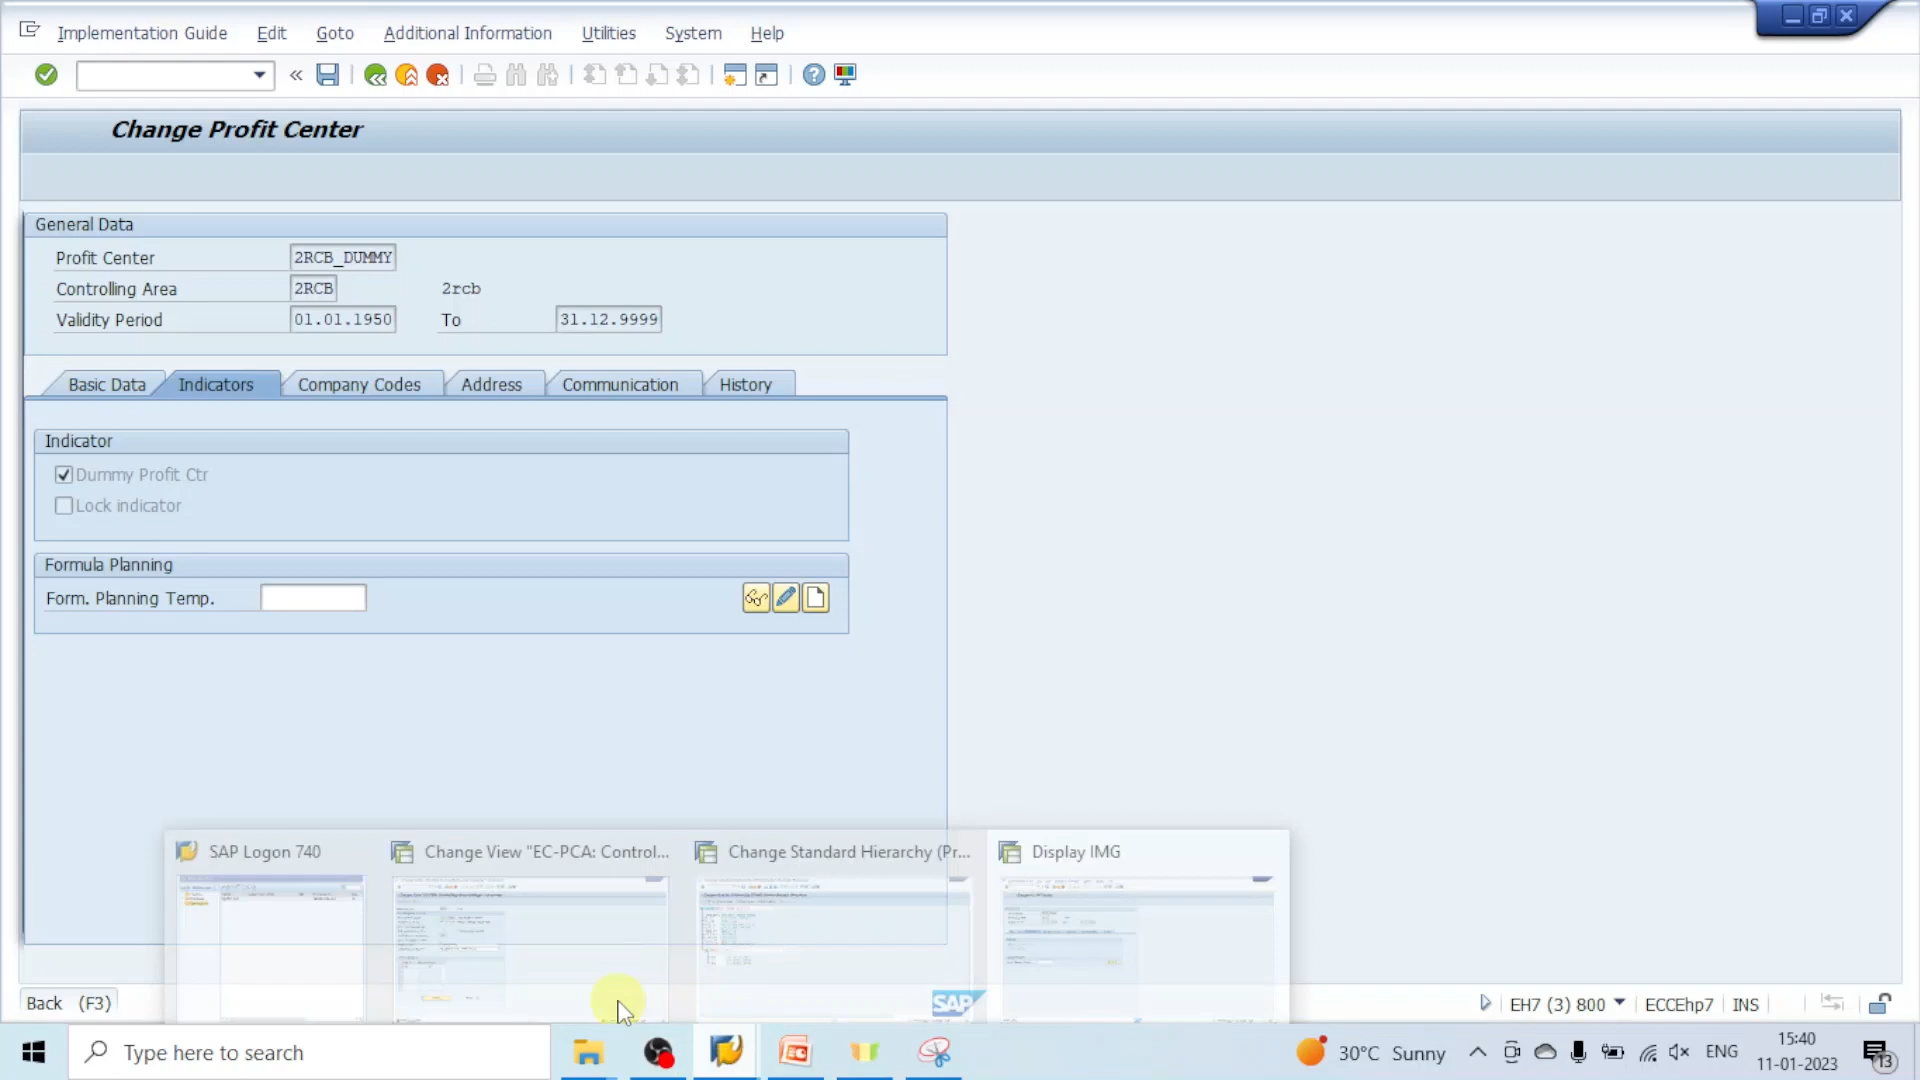 Implementation Guide Edit Goto Additional Information Utilities System Help
Change Profit Center
General Data
Profit Center 2RCB_DUMMY
Controlling Area 2RCB 2rcb
Validity Period 01.01.1950 To 31.12.9999
Basic Data Indicators Company Codes Address Communication History
Indicator
Dummy Profit Ctr
Lock indicator
Formula Planning
Form. Planning Temp.
SAP Logon 740 Change View "EC-PCA: Control... Change Standard Hierarchy (Pr... Display IMG
Back (F3) SAP EH7 (3) 800 ECCEhp7 INS
Type here to search 30°C Sunny ENG 15:40
11-01-2023 13